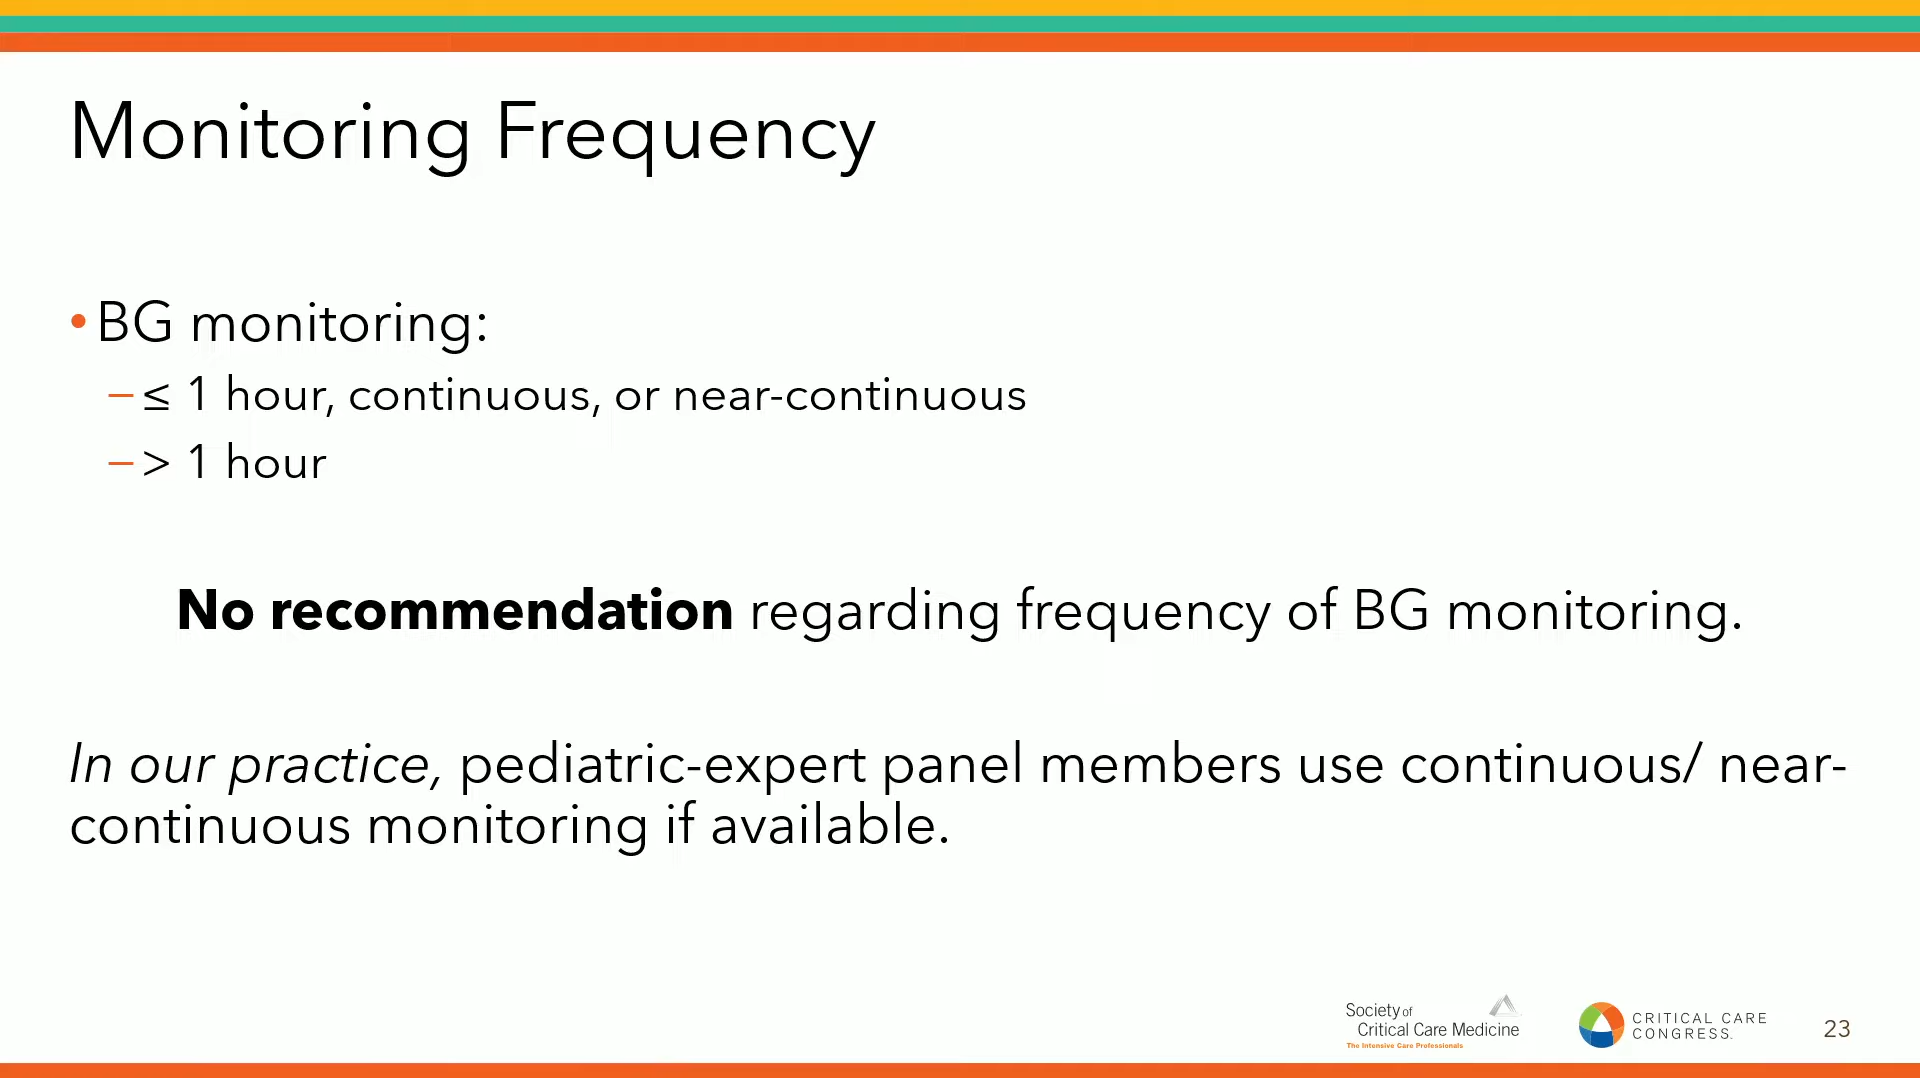 Monitoring Frequency
• BG monitoring:
– ≤ 1 hour, continuous, or near-continuous
– > 1 hour
No recommendation regarding frequency of BG monitoring.
In our practice, pediatric-expert panel members use continuous/ near-
continuous monitoring if available.
Society of
Critical Care Medicine
The Intensive Care Professionals
CRITICAL CARE
CONGRESS.
23